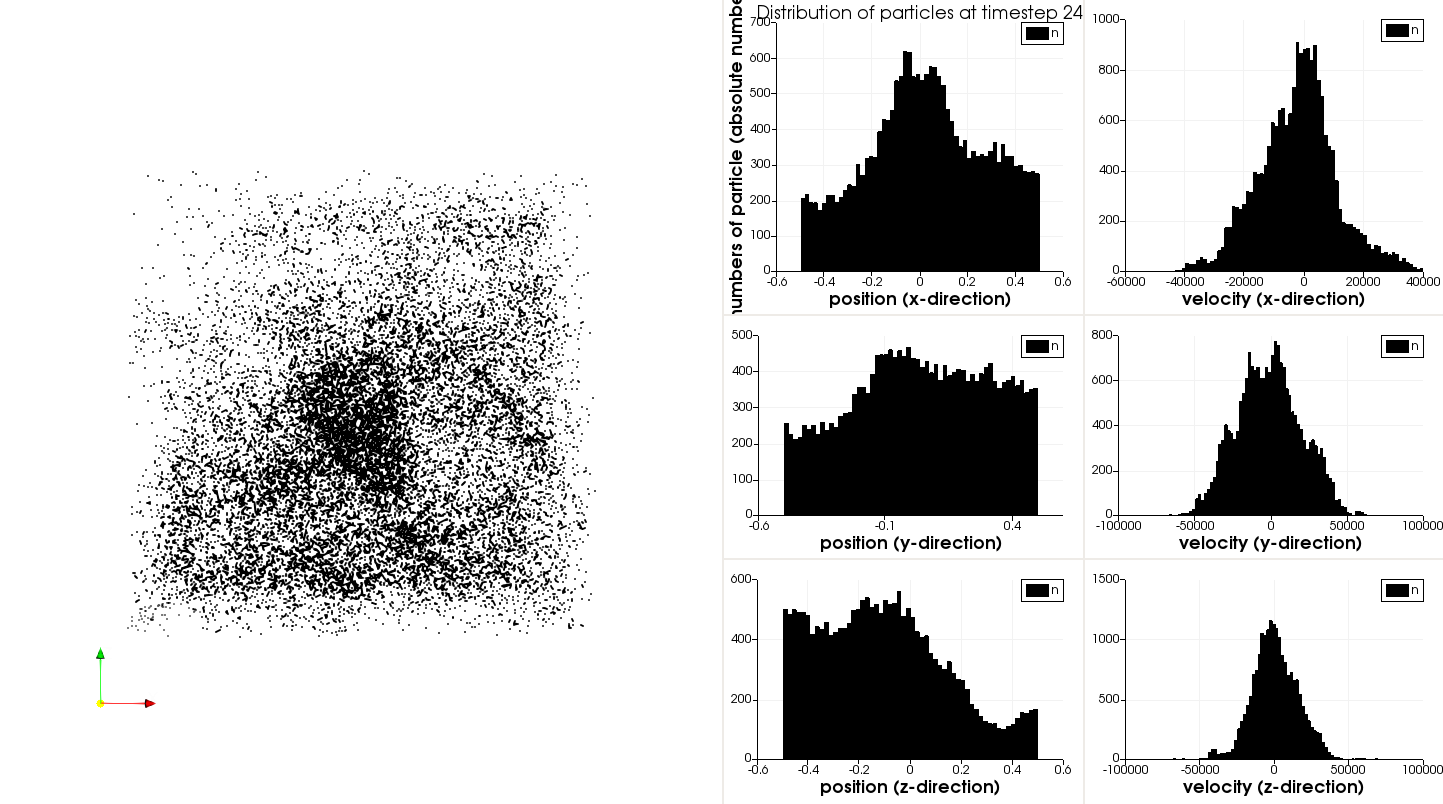 Distribution of particles at timestep 24
numbers of particle (absolute numbe
700
600
500
400
300
200
100
0
-0.6 -0.4 -0.2 0 0.2 0.4 0.6
position (x-direction)
n
1000
800
600
400
200
0
-60000 -40000 -20000 0 20000 40000
velocity (x-direction)
n
500
400
300
200
100
0
-0.6 -0.1 0.4
position (y-direction)
n
800
600
400
200
0
-100000 -50000 0 50000 100000
velocity (y-direction)
n
600
400
200
0
-0.6 -0.4 -0.2 0 0.2 0.4 0.6
position (z-direction)
n
1500
1000
500
0
-100000 -50000 0 50000 100000
velocity (z-direction)
n